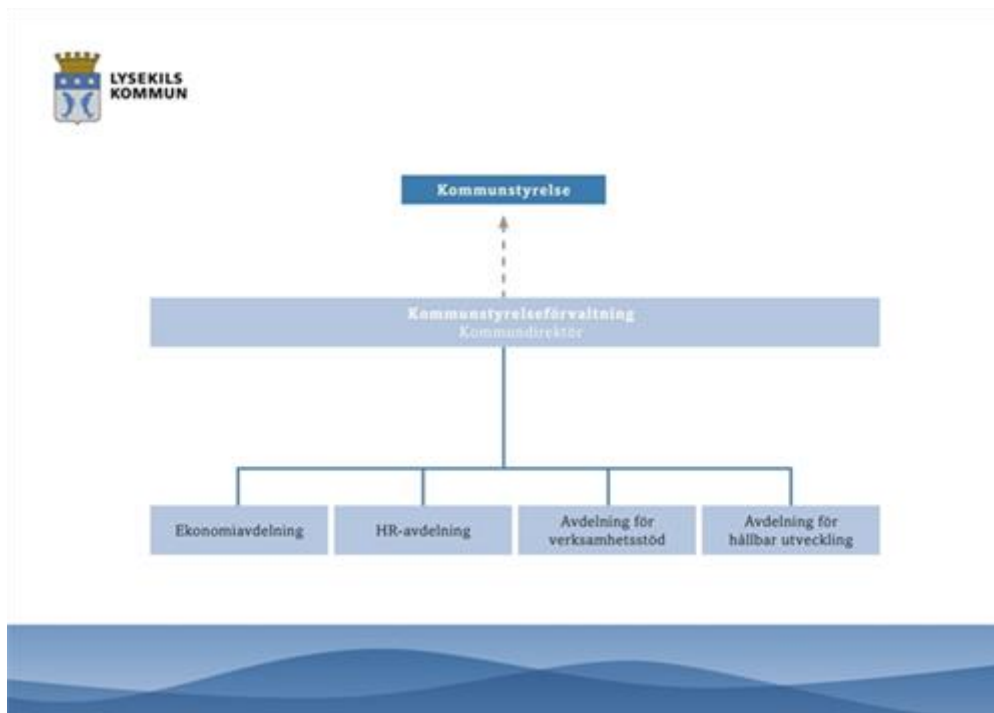 LYSEKILS
KOMMUN
Kommunstyrelse
Kommunstyrelseförvaltning
Kommundirektör
Ekonomiavdelning
HR-avdelning
Avdelning för
verksamhetsstöd
Avdelning för
hållbar utveckling